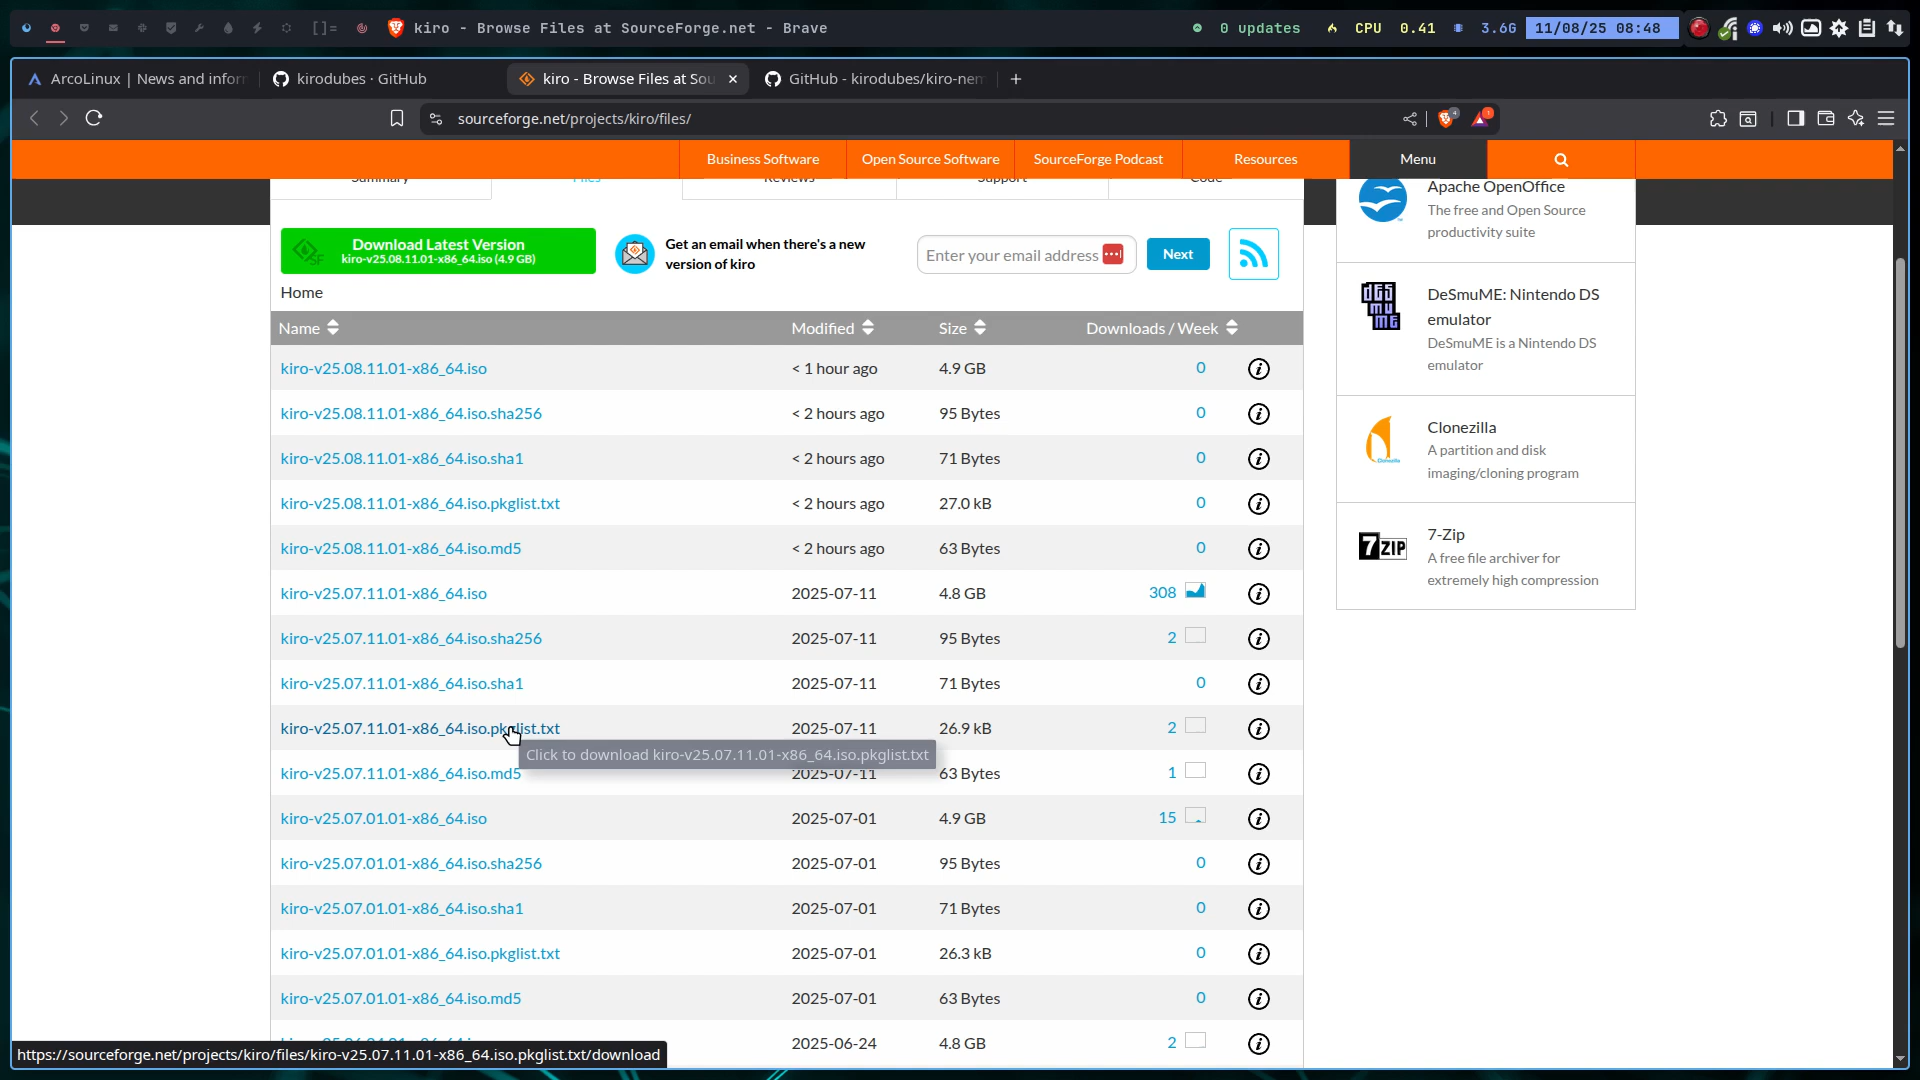 kiro - Browse Files at SourceForge.net - Brave
0 updates
CPU 0.41
3.6G
11/08/25 08:48
ArcoLinux | News and inform
kirodubes · GitHub
kiro - Browse Files at Sou
GitHub - kirodubes/kiro-nem
sourceforge.net/projects/kiro/files/
Business Software
Open Source Software
SourceForge Podcast
Resources
Menu
Summary
Files
Reviews
Support
Code
Download Latest Version
kiro-v25.08.11.01-x86_64.iso (4.9 GB)
Get an email when there's a new
version of kiro
Enter your email address
Next
Home
Name Modified Size Downloads / Week
kiro-v25.08.11.01-x86_64.iso < 1 hour ago 4.9 GB 0
kiro-v25.08.11.01-x86_64.iso.sha256 < 2 hours ago 95 Bytes 0
kiro-v25.08.11.01-x86_64.iso.sha1 < 2 hours ago 71 Bytes 0
kiro-v25.08.11.01-x86_64.iso.pkglist.txt < 2 hours ago 27.0 kB 0
kiro-v25.08.11.01-x86_64.iso.md5 < 2 hours ago 63 Bytes 0
kiro-v25.07.11.01-x86_64.iso 2025-07-11 4.8 GB 308
kiro-v25.07.11.01-x86_64.iso.sha256 2025-07-11 95 Bytes 2
kiro-v25.07.11.01-x86_64.iso.sha1 2025-07-11 71 Bytes 0
kiro-v25.07.11.01-x86_64.iso.pkglist.txt 2025-07-11 26.9 kB 2
Click to download kiro-v25.07.11.01-x86_64.iso.pkglist.txt
kiro-v25.07.11.01-x86_64.iso.md5 2025-07-11 63 Bytes 1
kiro-v25.07.01.01-x86_64.iso 2025-07-01 4.9 GB 15
kiro-v25.07.01.01-x86_64.iso.sha256 2025-07-01 95 Bytes 0
kiro-v25.07.01.01-x86_64.iso.sha1 2025-07-01 71 Bytes 0
kiro-v25.07.01.01-x86_64.iso.pkglist.txt 2025-07-01 26.3 kB 0
kiro-v25.07.01.01-x86_64.iso.md5 2025-07-01 63 Bytes 0
2025-06-24 4.8 GB 2
https://sourceforge.net/projects/kiro/files/kiro-v25.07.11.01-x86_64.iso.pkglist.txt/download
Apache OpenOffice
The free and Open Source
productivity suite
DeSmuME: Nintendo DS
emulator
DeSmuME is a Nintendo DS
emulator
Clonezilla
A partition and disk
imaging/cloning program
7ZIP
7-Zip
A free file archiver for
extremely high compression